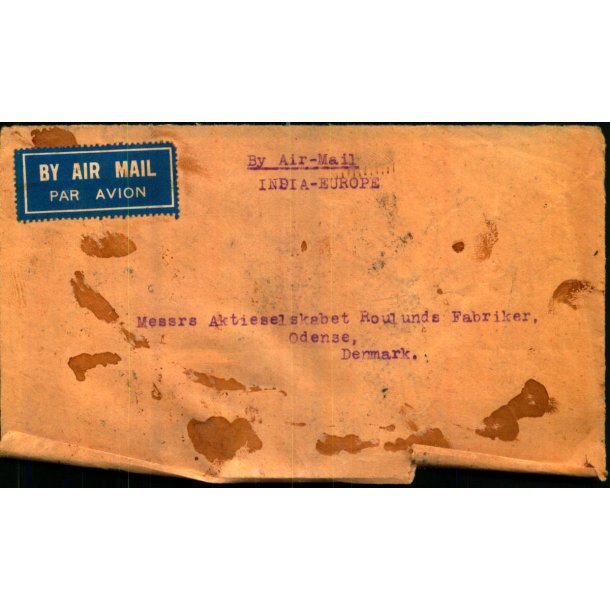 BY AIR MAIL
PAR AVION
By Air-Mail
INDIA-EUROPE
Messrs Aktieselskabet Roulunds Fabriker,
Odense,
Denmark.